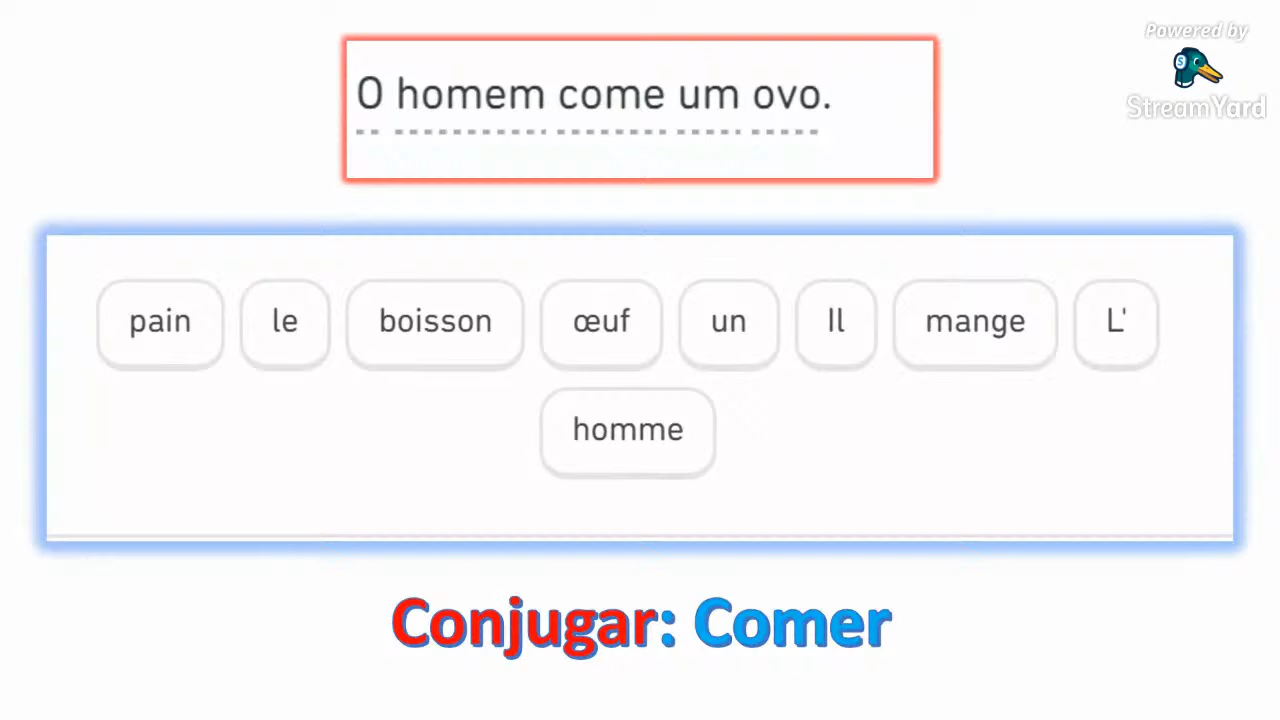 Powered by
StreamYard
O homem come um ovo.
pain le boisson œuf un Il mange L'
homme
Conjugar: Comer